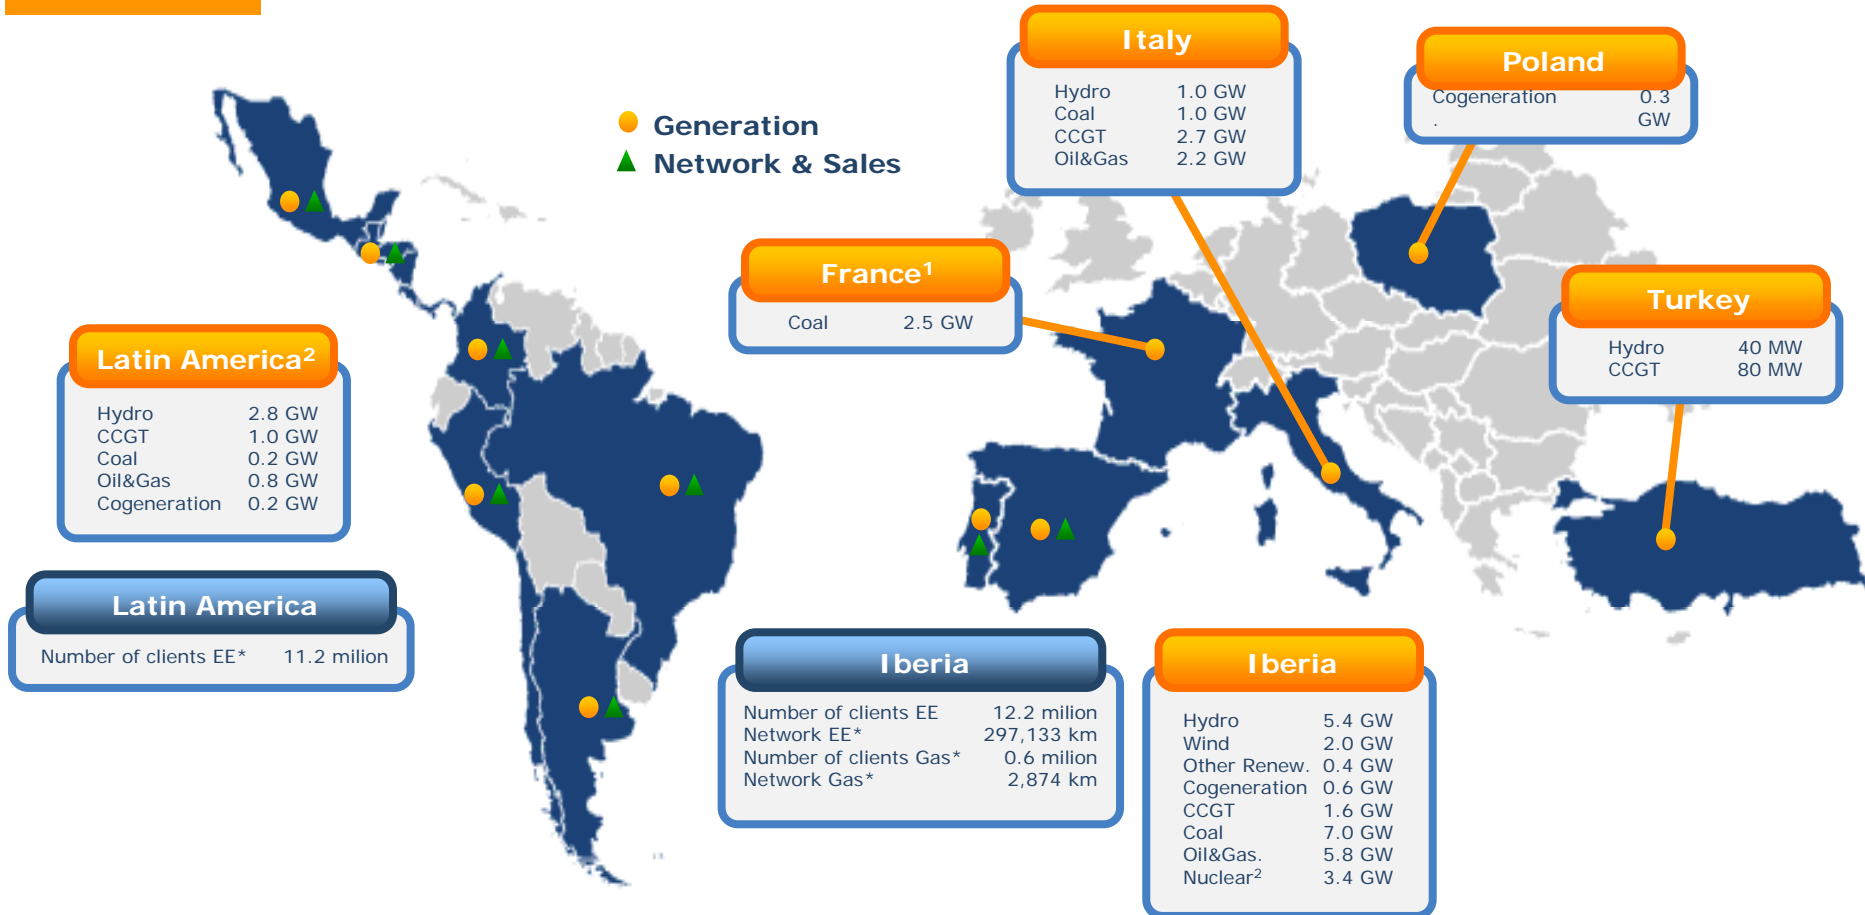 Generation
Network & Sales
Italy
Hydro 1.0 GW
Coal 1.0 GW
CCGT 2.7 GW
Oil&Gas 2.2 GW
Poland
Cogeneration 0.3
. GW
France¹
Coal 2.5 GW
Turkey
Hydro 40 MW
CCGT 80 MW
Latin America²
Hydro 2.8 GW
CCGT 1.0 GW
Coal 0.2 GW
Oil&Gas 0.8 GW
Cogeneration 0.2 GW
Latin America
Number of clients EE* 11.2 milion
Iberia
Number of clients EE 12.2 milion
Network EE* 297,133 km
Number of clients Gas* 0.6 milion
Network Gas* 2,874 km
Iberia
Hydro 5.4 GW
Wind 2.0 GW
Other Renew. 0.4 GW
Cogeneration 0.6 GW
CCGT 1.6 GW
Coal 7.0 GW
Oil&Gas. 5.8 GW
Nuclear² 3.4 GW